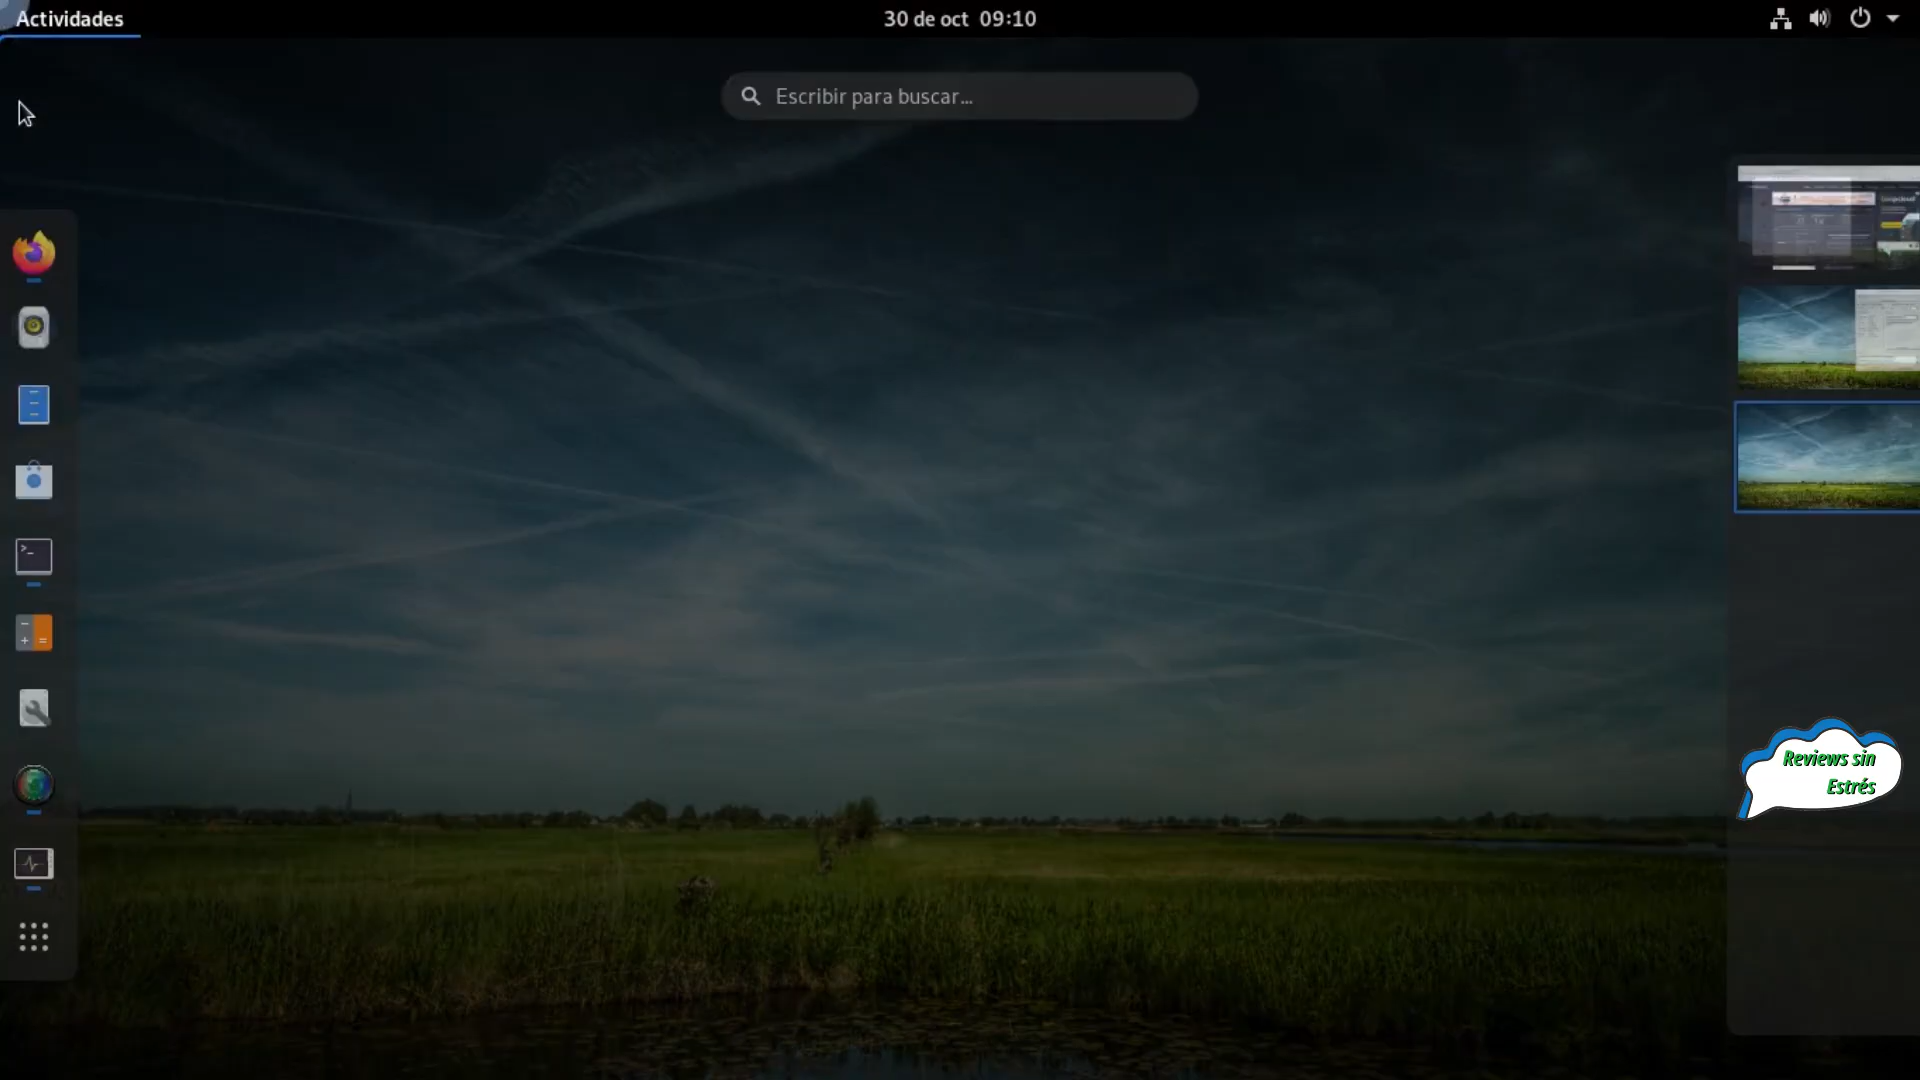 Actividades
30 de oct 09:10
Escribir para buscar...
Reviews sin
Estrés